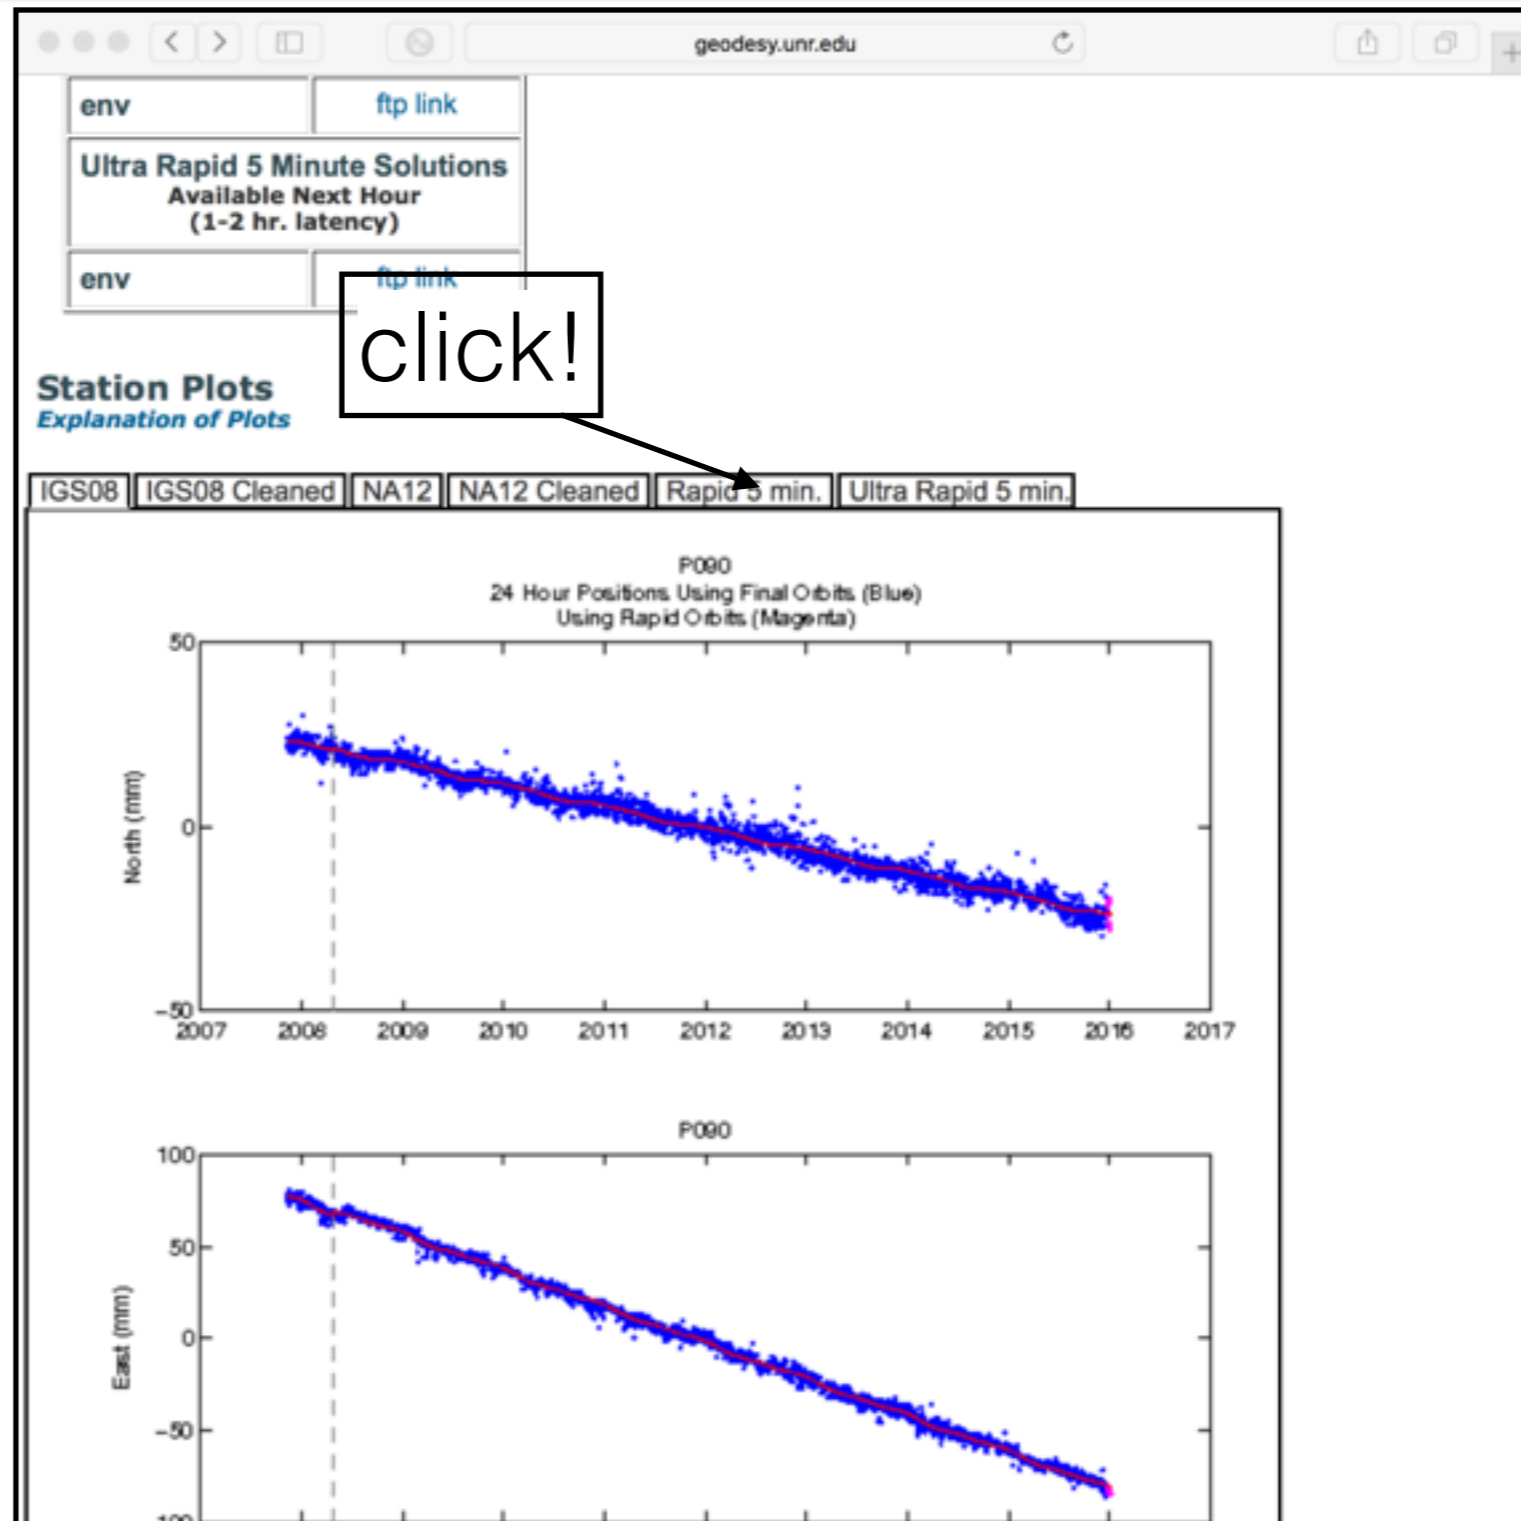 geodesy.unr.edu
env ftp link
Ultra Rapid 5 Minute Solutions
Available Next Hour
(1-2 hr. latency)
env ftp link
click!
Station Plots
Explanation of Plots
IGS08 IGS08 Cleaned NA12 NA12 Cleaned Rapid 5 min. Ultra Rapid 5 min.
P090
24 Hour Positions Using Final Orbits (Blue)
Using Rapid Orbits (Magenta)
50
North (mm)
0
-50
2007 2008 2009 2010 2011 2012 2013 2014 2015 2016 2017
P090
100
50
East (mm)
0
-50